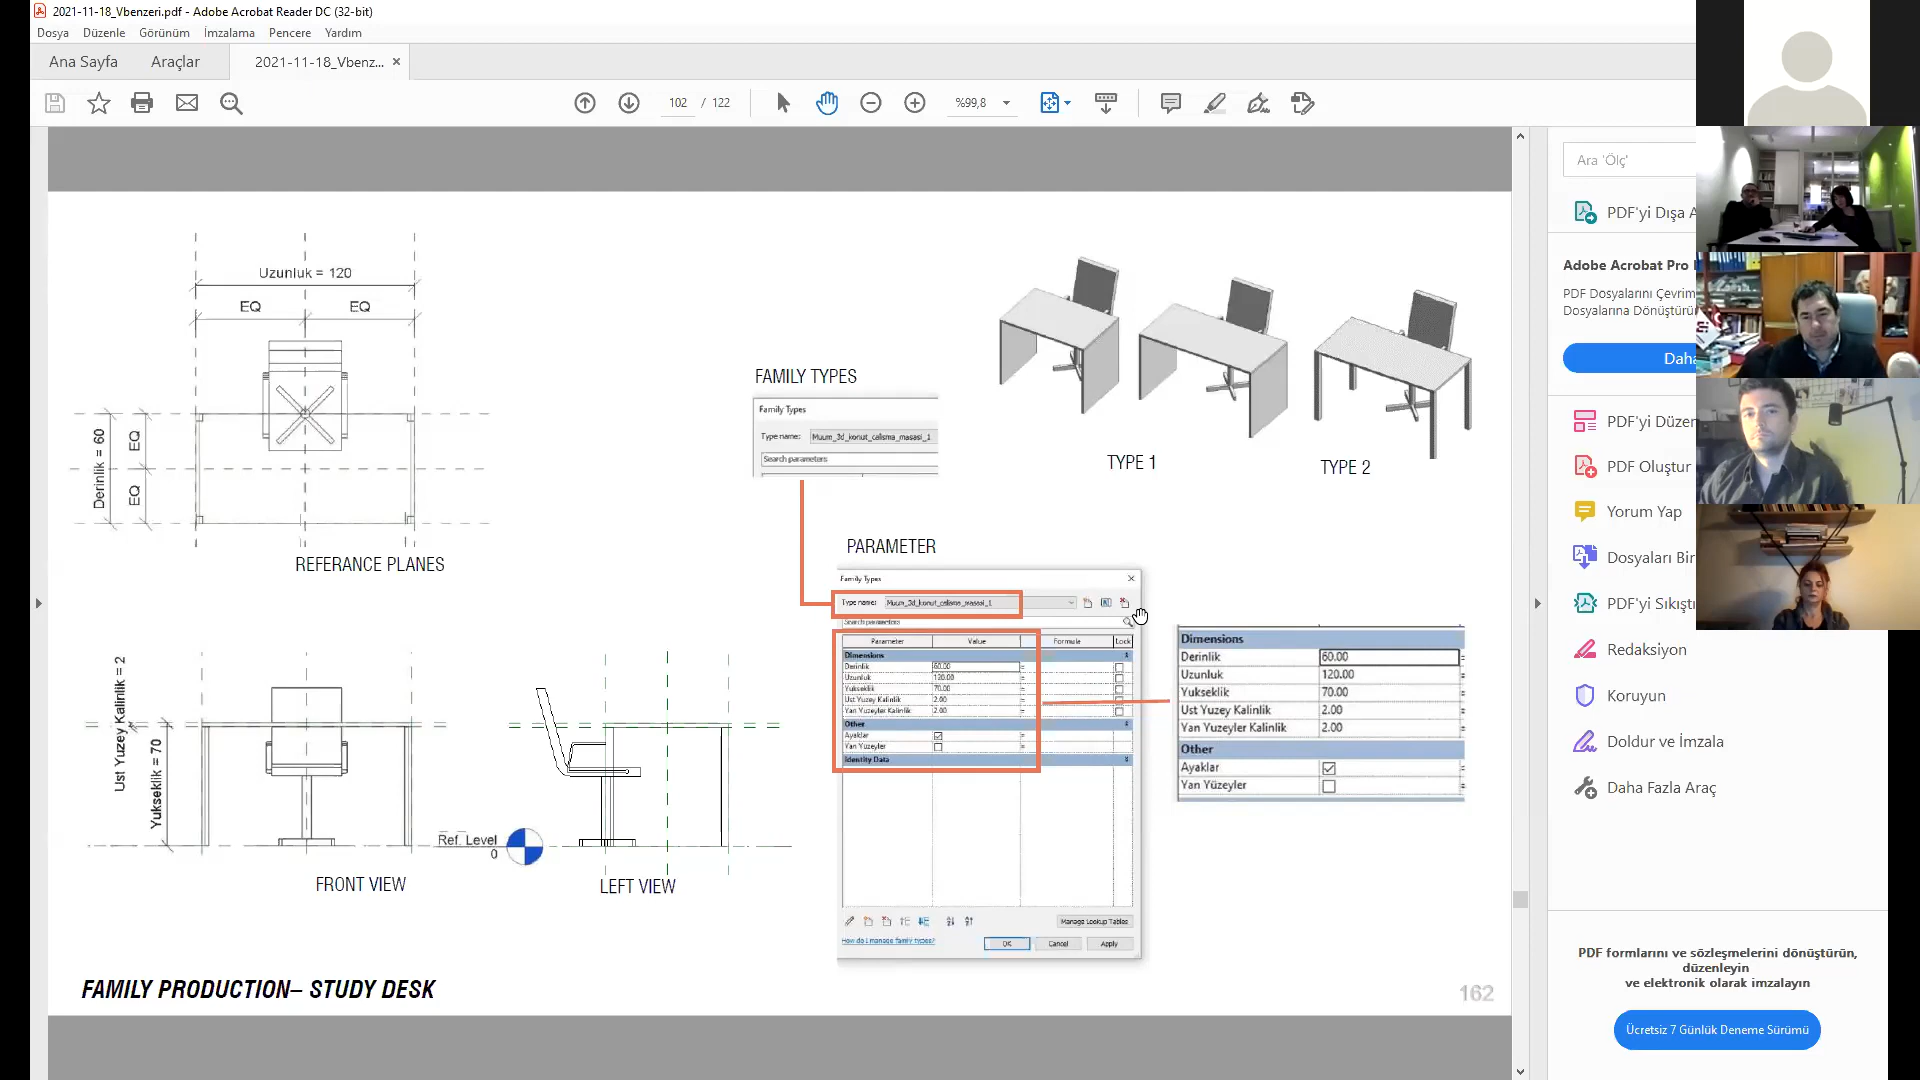 2021-11-18_Vbenzeri.pdf - Adobe Acrobat Reader DC (32-bit)
Dosya Düzenle Görünüm İmzalama Pencere Yardım
Ana Sayfa Araçlar 2021-11-18_Vbenz... ×
102 / 122 %99,8
Uzunluk = 120
EQ EQ
Derinlik = 60
EQ
EQ
REFERANCE PLANES
Ust Yuzey Kalinlik = 2
Yukseklik = 70
FRONT VIEW
Ref. Level
0
LEFT VIEW
FAMILY TYPES
Family Types
Type name: Muum_3d_konut_calisma_masasi_1
Search parameters
TYPE 1
TYPE 2
PARAMETER
Family Types
Type name: Muum_3d_konut_calisma_masasi_1
Search parameters
Parameter Value Formula Lock
Dimensions
Derinlik 60.00 =
Uzunluk 120.00 =
Yukseklik 70.00 =
Ust Yuzey Kalinlik 2.00 =
Yan Yuzeyler Kalinlik 2.00 =
Other
Ayaklar =
Yan Yuzeyler =
Identity Data
Manage Lookup Tables
How do I manage family types?
OK Cancel Apply
Dimensions
Derinlik 60.00 =
Uzunluk 120.00 =
Yukseklik 70.00 =
Ust Yuzey Kalinlik 2.00 =
Yan Yuzeyler Kalinlik 2.00 =
Other
Ayaklar =
Yan Yüzeyler =
FAMILY PRODUCTION– STUDY DESK
162
Ara 'Ölç'
PDF'yi Dışa A
Adobe Acrobat Pro
PDF Dosyalarını Çevrim
Dosyalarına Dönüştürü
Daha
PDF'yi Düzen
PDF Oluştur
Yorum Yap
Dosyaları Bir
PDF'yi Sıkıştı
Redaksiyon
Koruyun
Doldur ve İmzala
Daha Fazla Araç
PDF formlarını ve sözleşmelerini dönüştürün,
düzenleyin
ve elektronik olarak imzalayın
Ücretsiz 7 Günlük Deneme Sürümü